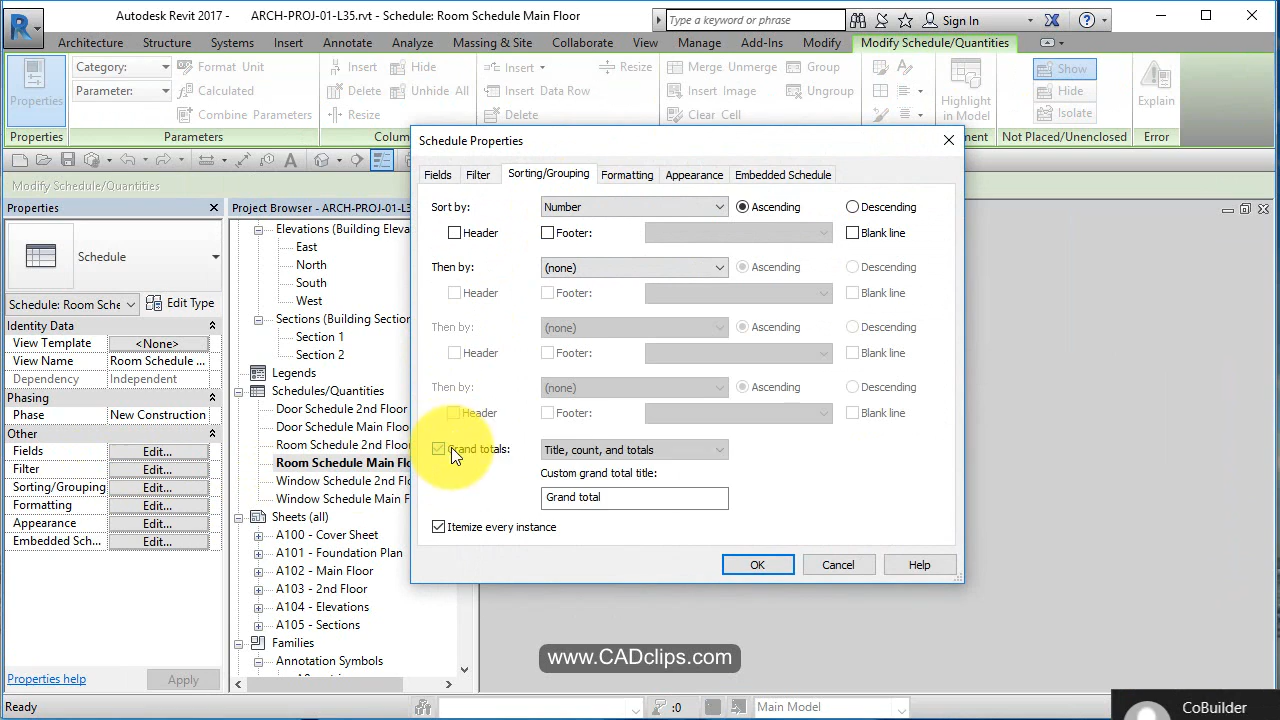 Autodesk Revit 2017 - ARCH-PROJ-01-L35.rvt - Schedule: Room Schedule Main Floor
Type a keyword or phrase
Sign In
Architecture Structure Systems Insert Annotate Analyze Massing & Site Collaborate View Manage Add-Ins Modify Modify Schedule/Quantities
Category: Format Unit Insert Hide Insert Resize Merge Unmerge Group Show
Parameter: Calculated Delete Unhide All Insert Data Row Insert Image Ungroup Hide
Properties Combine Parameters Resize Delete Clear Cell Highlight in Model Isolate Explain
Properties Parameters Not Placed/Unenclosed Error
Modify Schedule/Quantities
Properties
Schedule
Schedule: Room Sche
Edit Type
Identity Data
View Template <None>
View Name Room Schedule ...
Dependency Independent
Phasing
Phase New Construction
Other
Fields Edit...
Filter Edit...
Sorting/Grouping Edit...
Formatting Edit...
Appearance Edit...
Embedded Sch... Edit...
Properties help Apply
Project Browser - ARCH-PROJ-01-L3
Elevations (Building Eleva
East
North
South
West
Sections (Building Section
Section 1
Section 2
Legends
Schedules/Quantities
Door Schedule 2nd Floor
Door Schedule Main Floo
Room Schedule 2nd Floo
Room Schedule Main Flo
Window Schedule 2nd Fl
Window Schedule Main F
Sheets (all)
A100 - Cover Sheet
A101 - Foundation Plan
A102 - Main Floor
A103 - 2nd Floor
A104 - Elevations
A105 - Sections
Families
Annotation Symbols
Schedule Properties
Fields Filter Sorting/Grouping Formatting Appearance Embedded Schedule
Sort by: Number Ascending Descending
Header Footer: Blank line
Then by: (none) Ascending Descending
Header Footer: Blank line
Then by: (none) Ascending Descending
Header Footer: Blank line
Then by: (none) Ascending Descending
Header Footer: Blank line
Grand totals: Title, count, and totals
Custom grand total title:
Grand total
Itemize every instance
OK Cancel Help
www.CADclips.com
Ready :0 Main Model
CoBuilder